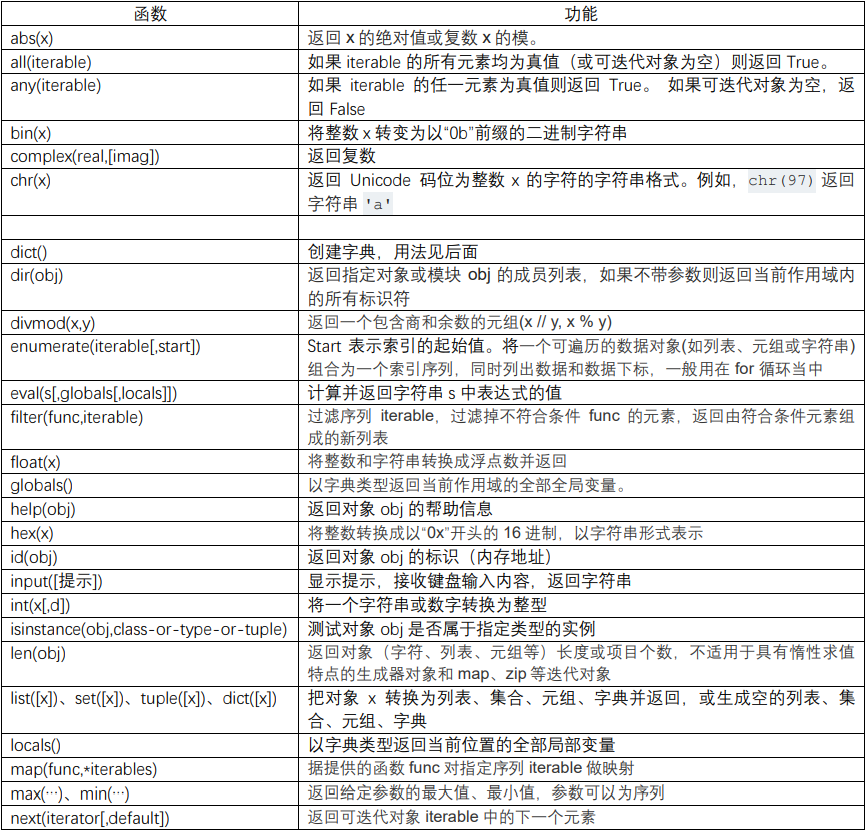 函数 功能
abs(x) 返回 x 的绝对值或复数 x 的模。
all(iterable) 如果 iterable 的所有元素均为真值（或可迭代对象为空）则返回 True。
any(iterable) 如果 iterable 的任一元素为真值则返回 True。 如果可迭代对象为空，返
回 False
bin(x) 将整数 x 转变为以“0b”前缀的二进制字符串
complex(real,[imag]) 返回复数
chr(x) 返回 Unicode 码位为整数 x 的字符的字符串格式。例如，chr(97) 返回
字符串 'a'
dict() 创建字典，用法见后面
dir(obj) 返回指定对象或模块 obj 的成员列表，如果不带参数则返回当前作用域内
的所有标识符
divmod(x,y) 返回一个包含商和余数的元组(x // y, x % y)
enumerate(iterable[,start]) Start 表示索引的起始值。将一个可遍历的数据对象(如列表、元组或字符串)
组合为一个索引序列，同时列出数据和数据下标，一般用在 for 循环当中
eval(s[,globals[,locals]]) 计算并返回字符串 s 中表达式的值
filter(func,iterable) 过滤序列 iterable，过滤掉不符合条件 func 的元素，返回由符合条件元素组
成的新列表
float(x) 将整数和字符串转换成浮点数并返回
globals() 以字典类型返回当前作用域的全部全局变量。
help(obj) 返回对象 obj 的帮助信息
hex(x) 将整数转换成以“0x”开头的 16 进制，以字符串形式表示
id(obj) 返回对象 obj 的标识（内存地址）
input([提示]) 显示提示，接收键盘输入内容，返回字符串
int(x[,d]) 将一个字符串或数字转换为整型
isinstance(obj,class-or-type-or-tuple) 测试对象 obj 是否属于指定类型的实例
len(obj) 返回对象（字符、列表、元组等）长度或项目个数，不适用于具有惰性求值
特点的生成器对象和 map、zip 等迭代对象
list([x])、set([x])、tuple([x])、dict([x]) 把对象 x 转换为列表、集合、元组、字典并返回，或生成空的列表、集
合、元组、字典
locals() 以字典类型返回当前位置的全部局部变量
map(func,*iterables) 据提供的函数 func 对指定序列 iterable 做映射
max(…)、min(…) 返回给定参数的最大值、最小值，参数可以为序列
next(iterator[,default]) 返回可迭代对象 iterable 中的下一个元素